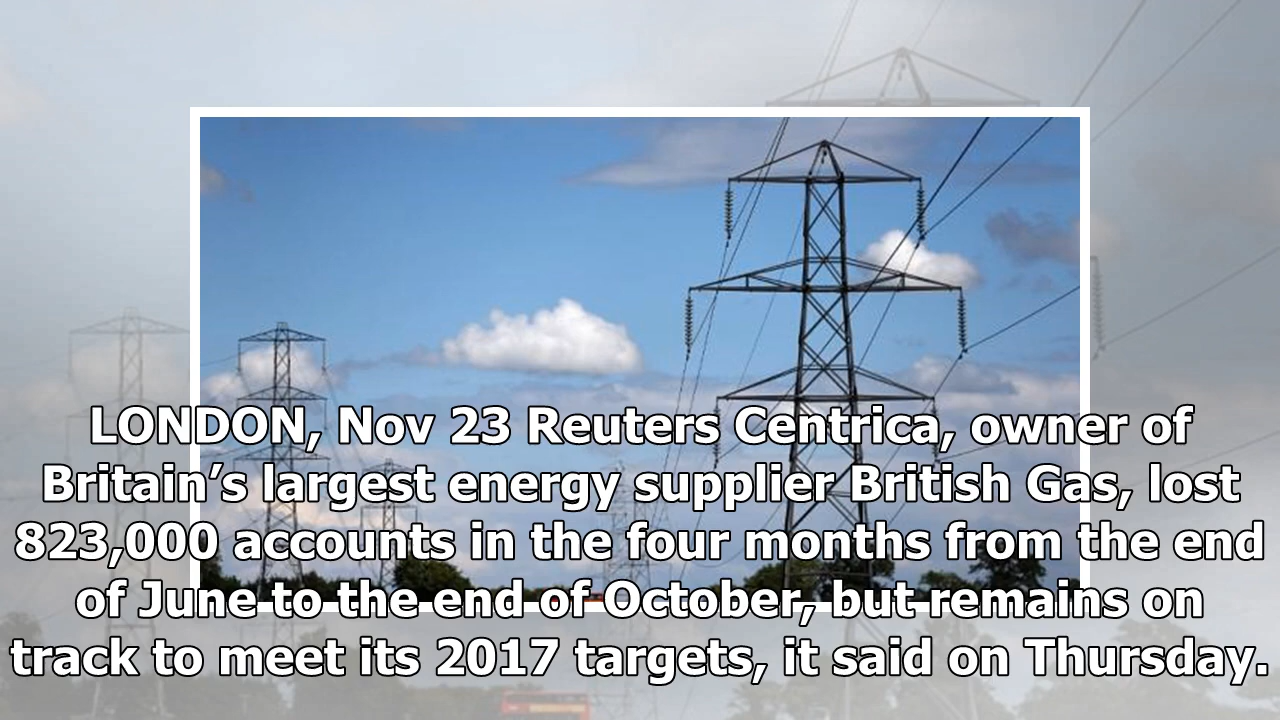 LONDON, Nov 23 Reuters Centrica, owner of
Britain’s largest energy supplier British Gas, lost
823,000 accounts in the four months from the end
of June to the end of October, but remains on
track to meet its 2017 targets, it said on Thursday.